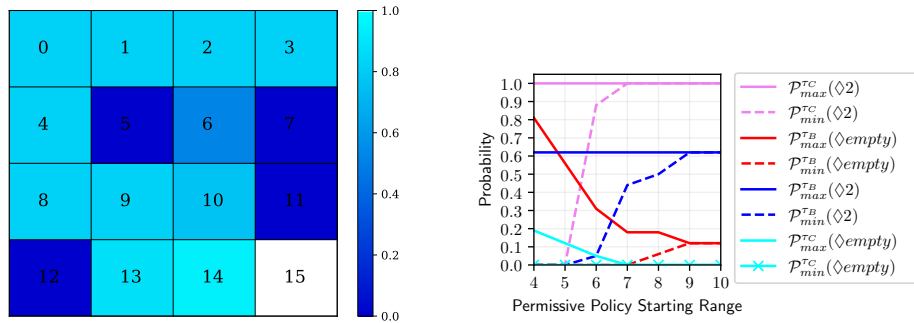 0 1 2 3
4 5 6 7
8 9 10 11
12 13 14 15
1.0
0.8
0.6
0.4
0.2
0.0
Probability
1.0
0.9
0.8
0.7
0.6
0.5
0.4
0.3
0.2
0.1
0.0
4 5 6 7 8 9 10
Permissive Policy Starting Range
𝒫^{τ_C}_{max}(◊2)
𝒫^{τ_C}_{min}(◊2)
𝒫^{τ_B}_{max}(◊empty)
𝒫^{τ_B}_{min}(◊empty)
𝒫^{τ_B}_{max}(◊2)
𝒫^{τ_B}_{min}(◊2)
𝒫^{τ_C}_{max}(◊empty)
𝒫^{τ_C}_{min}(◊empty)